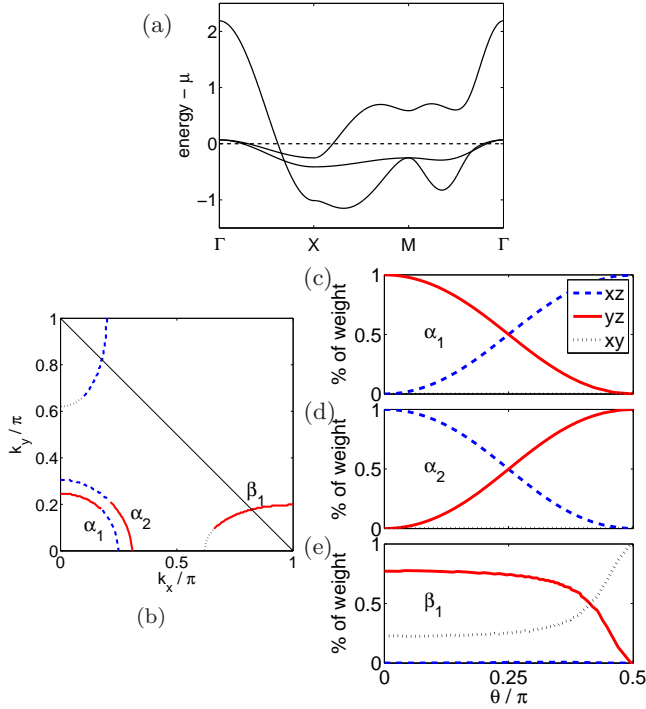 (a)
energy − μ
2
1
0
−1
Γ
X
M
Γ
(b)
k_y / π
1
0.8
0.6
0.4
0.2
0
0
0.5
1
k_x / π
α_1
α_2
β_1
(c)
% of weight
1
0.5
0
α_1
xz
yz
xy
(d)
% of weight
1
0.5
0
α_2
(e)
% of weight
1
0.5
0
β_1
0
0.25
0.5
θ / π